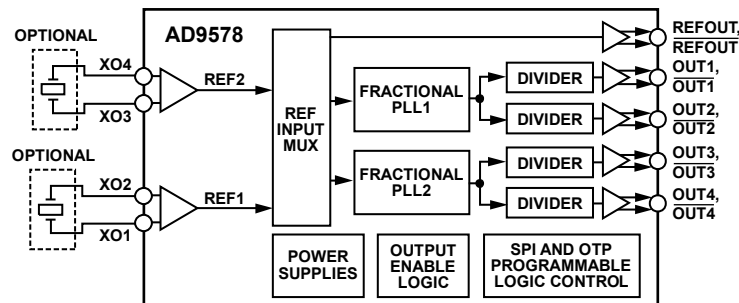 AD9578
OPTIONAL
XO4
XO3
REF2
OPTIONAL
XO2
XO1
REF1
REF
INPUT
MUX
FRACTIONAL
PLL1
FRACTIONAL
PLL2
DIVIDER
DIVIDER
DIVIDER
DIVIDER
REFOUT,
REFOUT
OUT1,
OUT1
OUT2,
OUT2
OUT3,
OUT3
OUT4,
OUT4
POWER
SUPPLIES
OUTPUT
ENABLE
LOGIC
SPI AND OTP
PROGRAMMABLE
LOGIC CONTROL